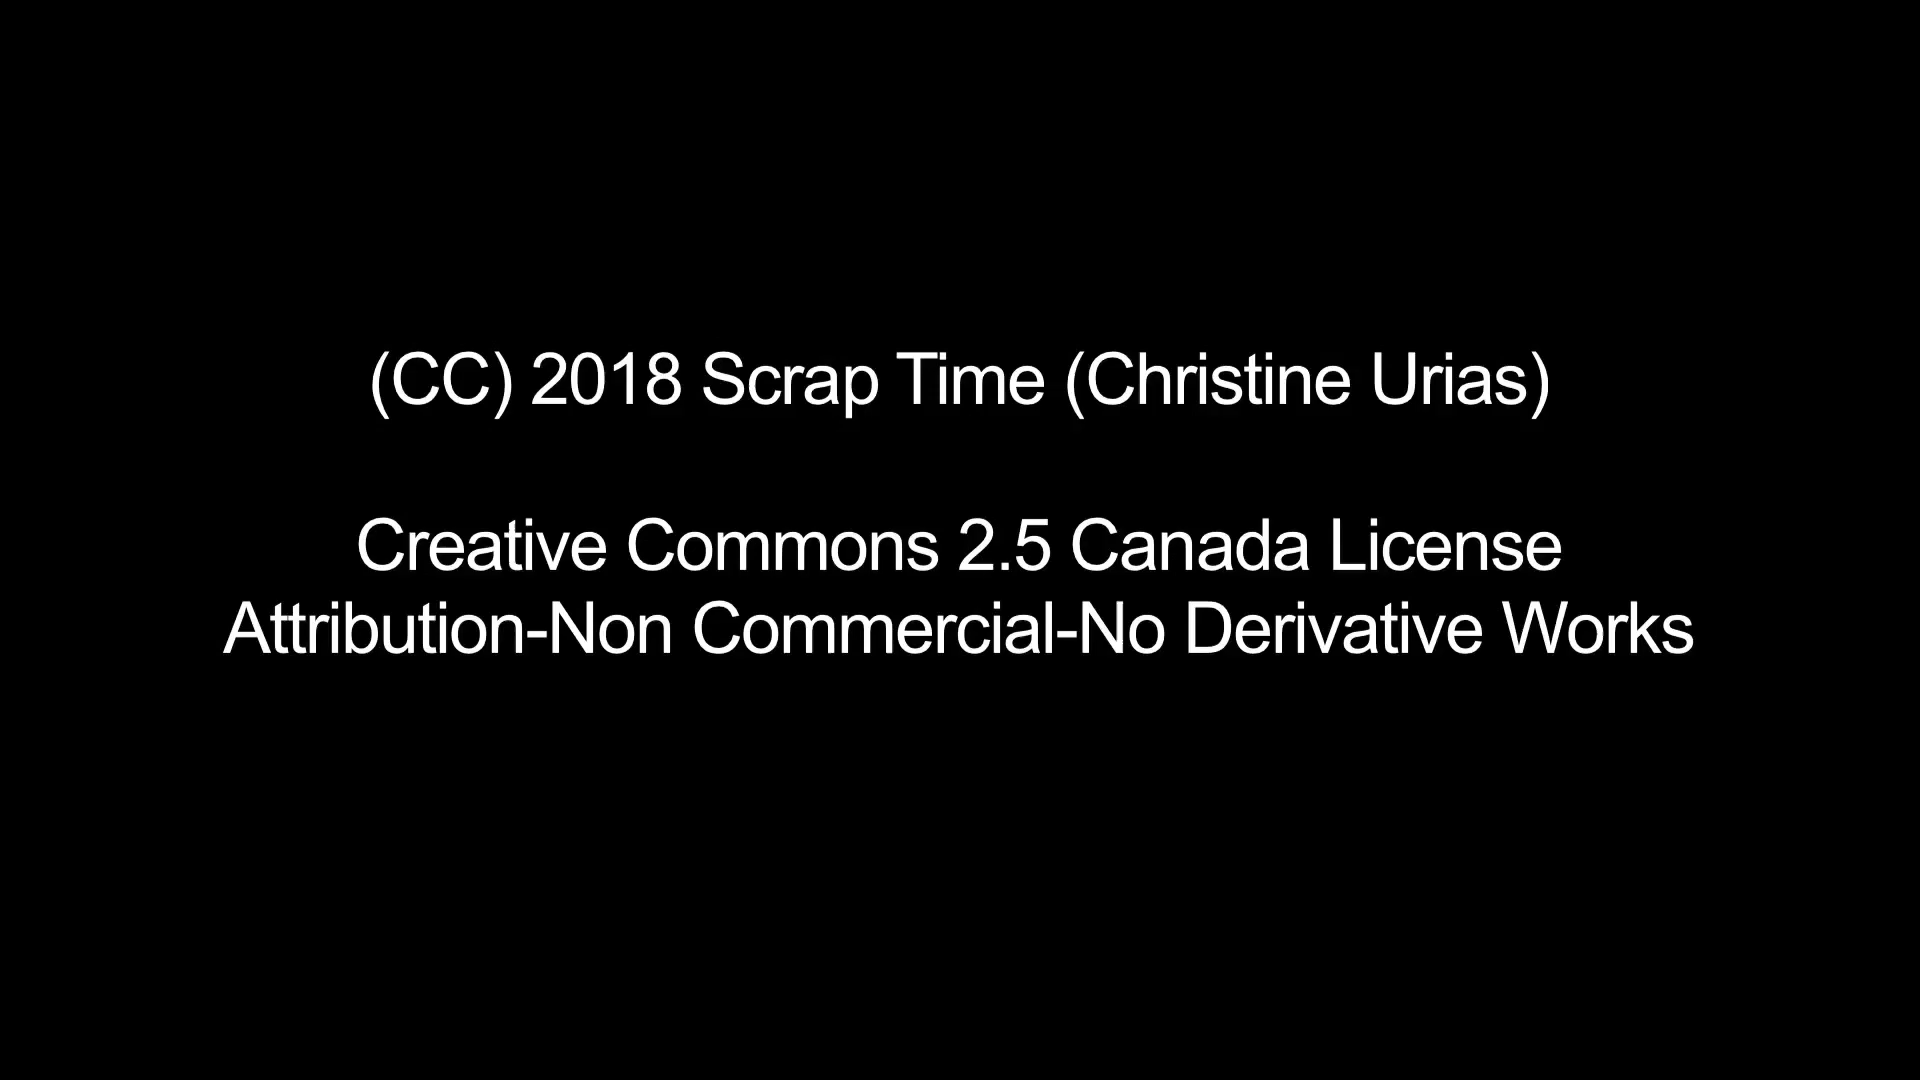 (CC) 2018 Scrap Time (Christine Urias)
Creative Commons 2.5 Canada License
Attribution-Non Commercial-No Derivative Works